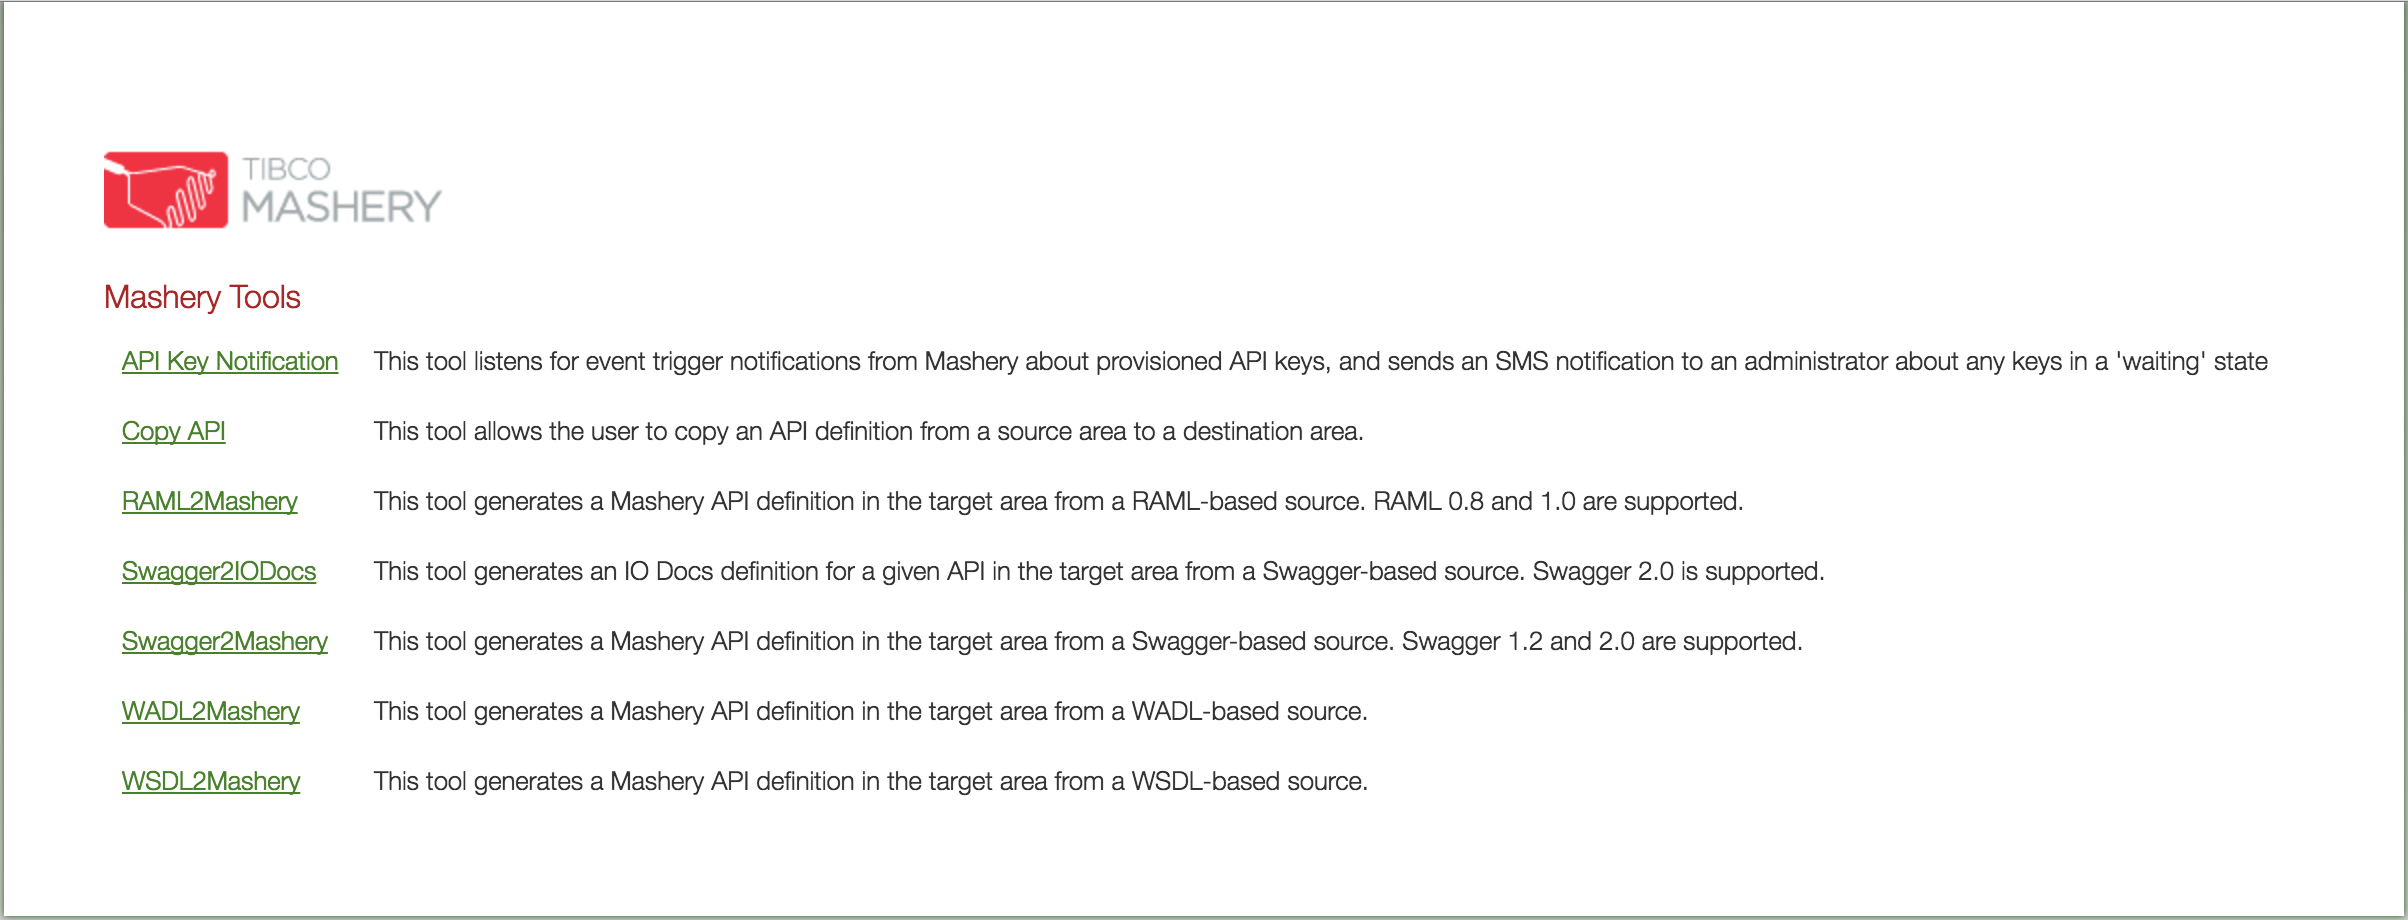 TIBCO
MASHERY
Mashery Tools
API Key Notification This tool listens for event trigger notifications from Mashery about provisioned API keys, and sends an SMS notification to an administrator about any keys in a 'waiting' state
Copy API This tool allows the user to copy an API definition from a source area to a destination area.
RAML2Mashery This tool generates a Mashery API definition in the target area from a RAML-based source. RAML 0.8 and 1.0 are supported.
Swagger2IODocs This tool generates an IO Docs definition for a given API in the target area from a Swagger-based source. Swagger 2.0 is supported.
Swagger2Mashery This tool generates a Mashery API definition in the target area from a Swagger-based source. Swagger 1.2 and 2.0 are supported.
WADL2Mashery This tool generates a Mashery API definition in the target area from a WADL-based source.
WSDL2Mashery This tool generates a Mashery API definition in the target area from a WSDL-based source.